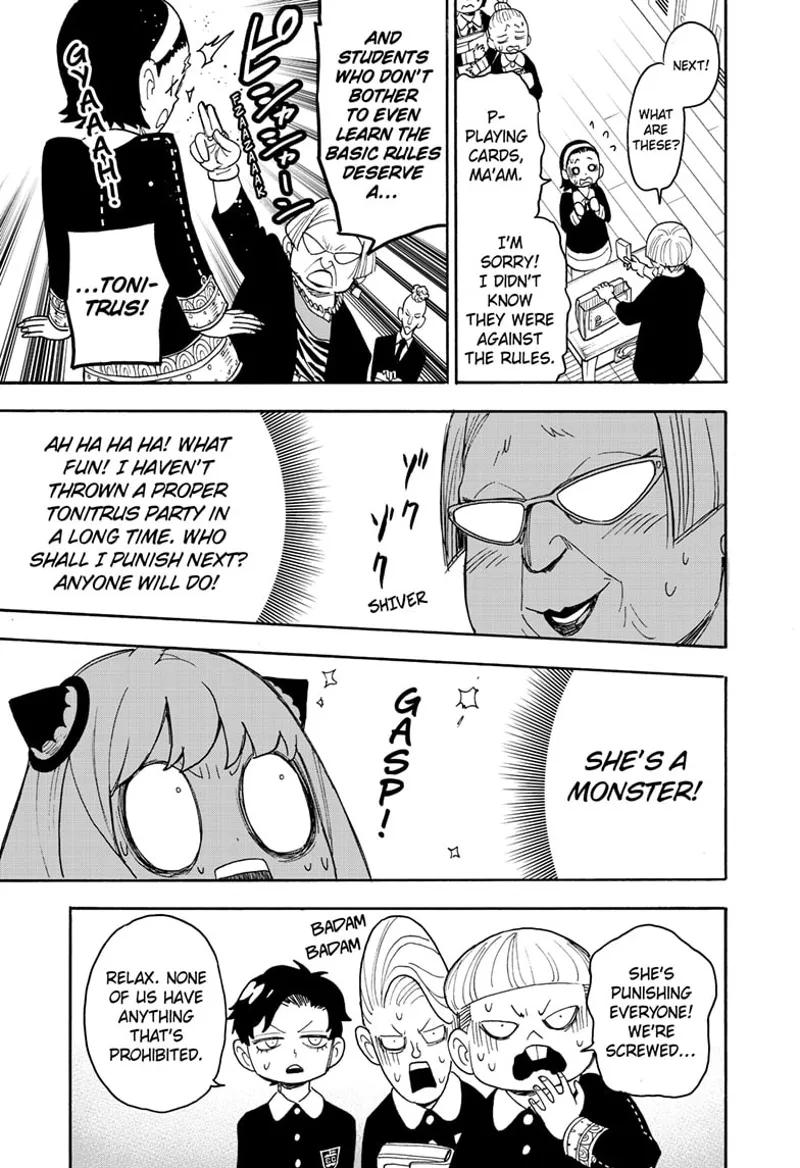 NEXT!
WHAT
ARE
THESE?
P-
PLAYING
CARDS,
MA'AM.
I'M
SORRY!
I DIDN'T
KNOW
THEY WERE
AGAINST
THE RULES.
AND
STUDENTS
WHO DON'T
BOTHER
TO EVEN
LEARN THE
BASIC RULES
DESERVE
A...
ピシャシャーン
FZAAZAAAK
GYAAAH!
...TONI-
TRUS!
AH HA HA HA! WHAT
FUN! I HAVEN'T
THROWN A PROPER
TONITRUS PARTY IN
A LONG TIME. WHO
SHALL I PUNISH NEXT?
ANYONE WILL DO!
ゾク
ゾク
SHIVER
SHE'S A
MONSTER!
GASP!
SHE'S
PUNISHING
EVERYONE!
WE'RE
SCREWED...
BADAM
BADAM
RELAX. NONE
OF US HAVE
ANYTHING
THAT'S
PROHIBITED.